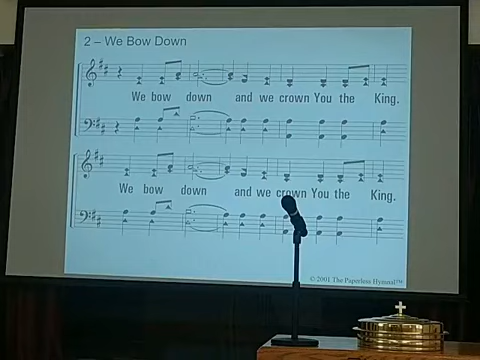 2 – We Bow Down
We bow down and we crown You the King.
We bow down and we crown You the King.
© 2001 The Paperless Hymnal™